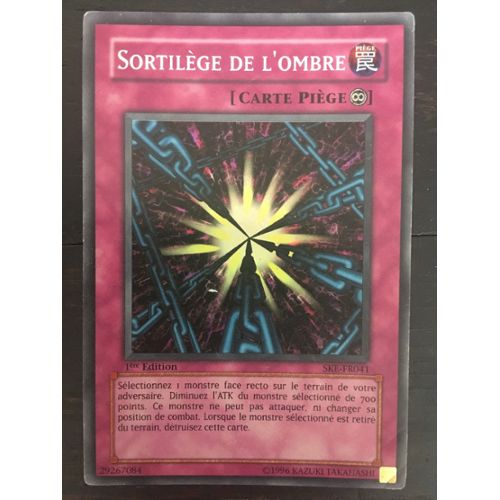 SORTILÈGE DE L'OMBRE
PIÈGE
罠
[CARTE PIÈGE∞]
1ère Edition
SKE-FR041
Sélectionnez 1 monstre face recto sur le terrain de votre
adversaire. Diminuez l'ATK du monstre sélectionné de 700
points. Ce monstre ne peut pas attaquer, ni changer sa
position de combat. Lorsque le monstre sélectionné est retiré
du terrain, détruisez cette carte.
29267084
©1996 KAZUKI TAKAHASHI